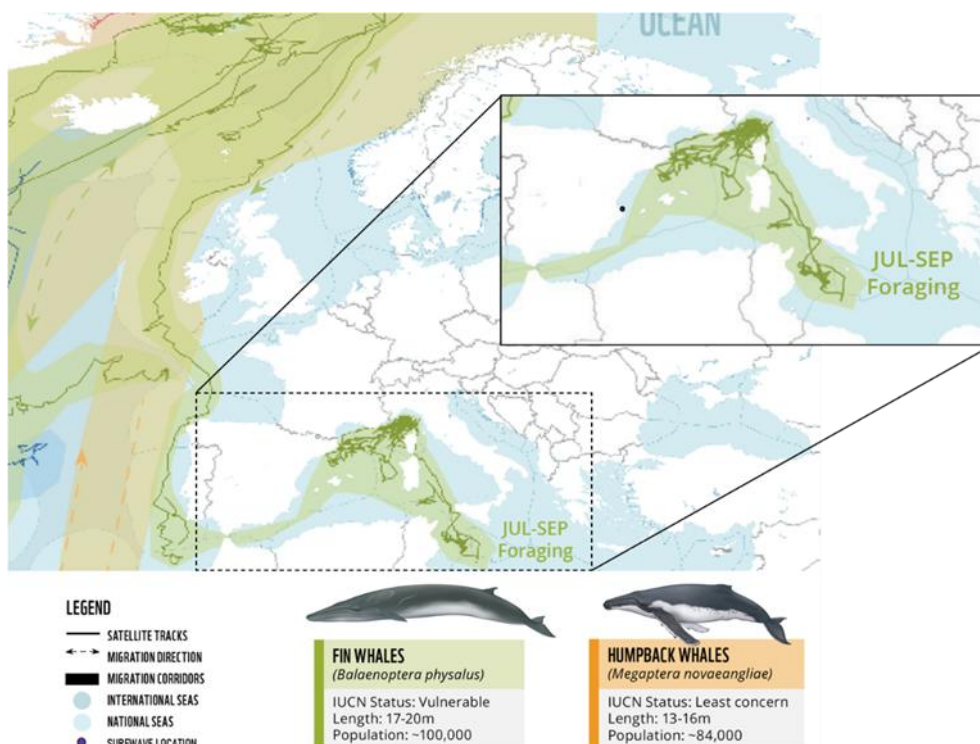 OCEAN
JUL-SEP
Foraging
JUL-SEP
Foraging
LEGEND
SATELLITE TRACKS
MIGRATION DIRECTION
MIGRATION CORRIDORS
INTERNATIONAL SEAS
NATIONAL SEAS
SUREWAVE LOCATION
FIN WHALES
(Balaenoptera physalus)
IUCN Status: Vulnerable
Length: 17-20m
Population: ~100,000
HUMPBACK WHALES
(Megaptera novaeangliae)
IUCN Status: Least concern
Length: 13-16m
Population: ~84,000